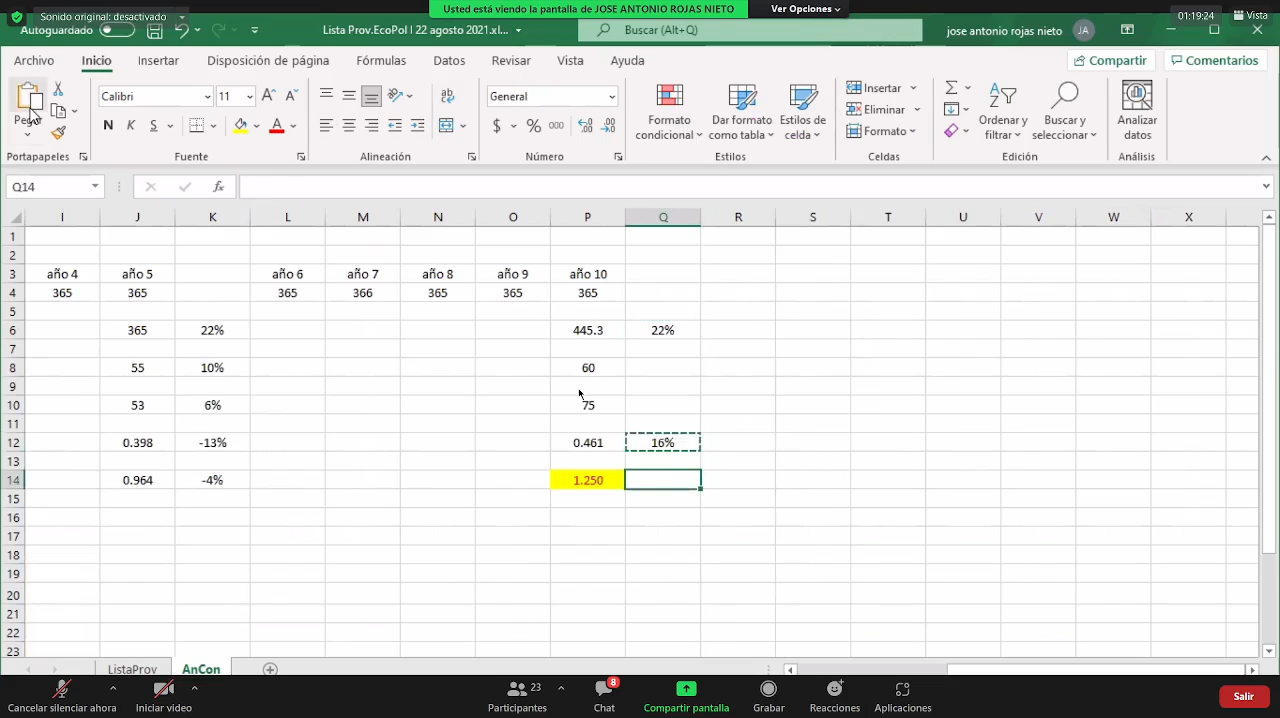 Sonido original: desactivado
Usted está viendo la pantalla de JOSE ANTONIO ROJAS NIETO
Ver Opciones
01:19:24
Vista
Autoguardado
Lista Prov.EcoPol | 22 agosto 2021.xl...
Buscar (Alt+Q)
jose antonio rojas nieto
JA
Archivo Inicio Insertar Disposición de página Fórmulas Datos Revisar Vista Ayuda
Compartir
Comentarios
Calibri 11
General
Insertar
Eliminar
Formato
N K S
$ % 000
Formato condicional
Dar formato como tabla
Estilos de celda
Ordenar y filtrar
Buscar y seleccionar
Analizar datos
Portapapeles Fuente Alineación Número Estilos Celdas Edición Análisis
Q14
fx
I J K L M N O P Q R S T U V W X
1
2
3 año 4 año 5 año 6 año 7 año 8 año 9 año 10
4 365 365 365 366 365 365 365
5
6 365 22% 445.3 22%
7
8 55 10% 60
9
10 53 6% 75
11
12 0.398 -13% 0.461 16%
13
14 0.964 -4% 1.250
15
16
17
18
19
20
21
22
23
ListaProv AnCon
Cancelar silenciar ahora
Iniciar video
23
Participantes
8
Chat
Compartir pantalla
Grabar
Reacciones
Aplicaciones
Salir